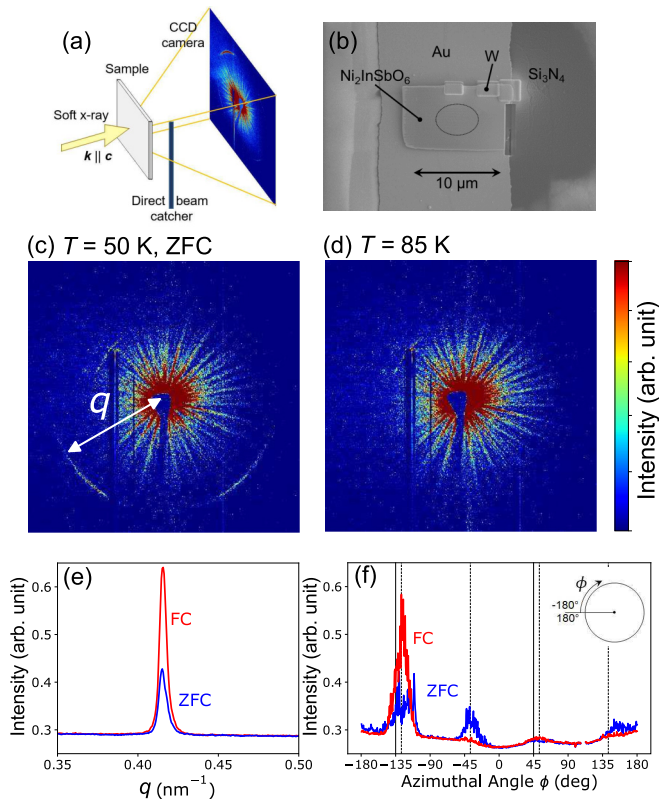 (a)
CCD
camera
Sample
Soft x-ray
k || c
Direct beam
catcher
(b)
Au
W
Si3N4
Ni2InSbO6
10 μm
(c) T = 50 K, ZFC
(d) T = 85 K
q
Intensity (arb. unit)
(e)
Intensity (arb. unit)
0.6
0.5
0.4
0.3
FC
ZFC
0.35 0.40 0.45 0.50
q (nm⁻¹)
(f)
Intensity (arb. unit)
0.6
0.5
0.4
0.3
FC
ZFC
ϕ
-180°
180°
−180 −135 −90 −45 0 45 90 135 180
Azimuthal Angle ϕ (deg)